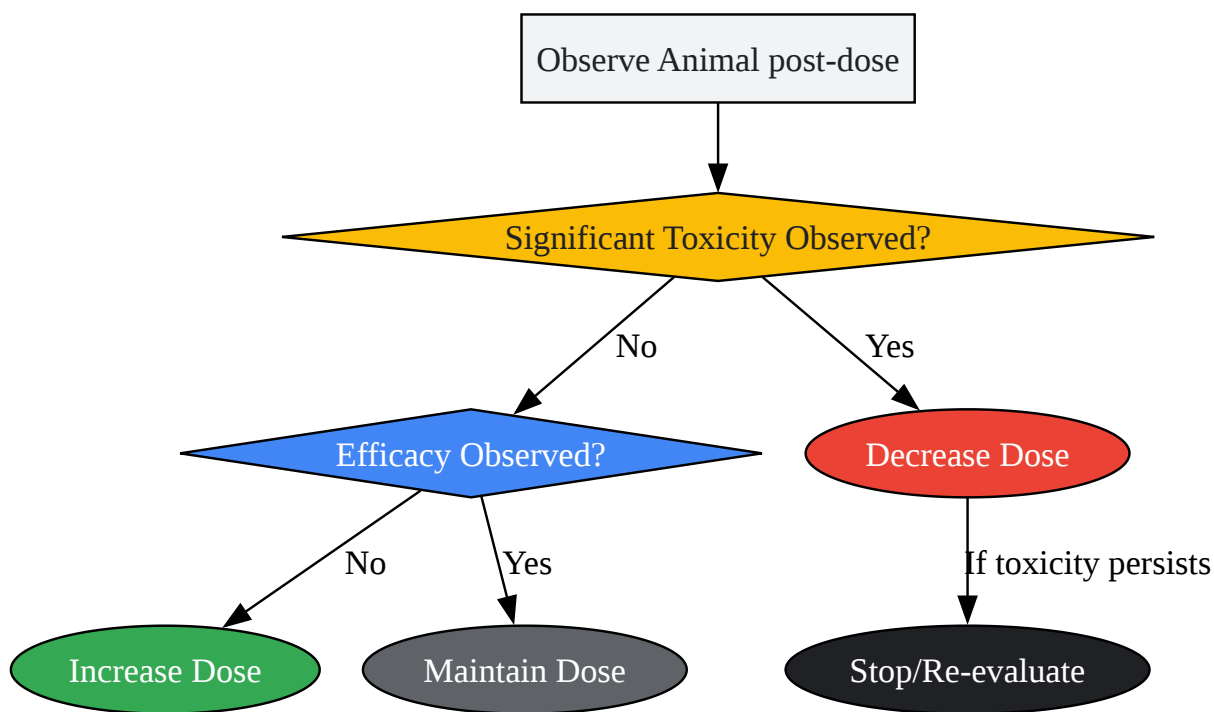 Observe Animal post-dose
Significant Toxicity Observed?
No
Yes
Efficacy Observed?
Decrease Dose
No
Yes
If toxicity persists
Increase Dose
Maintain Dose
Stop/Re-evaluate